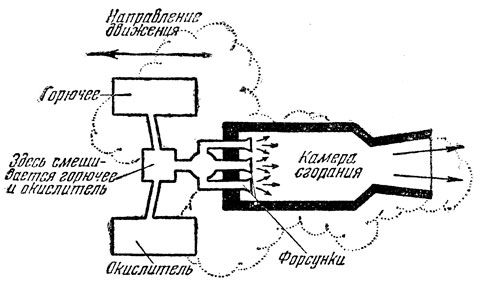 Направление
движения
Горючее
Здесь смеши-
вается горючее
и окислитель
Окислитель
Камера
сгорания
Форсунки